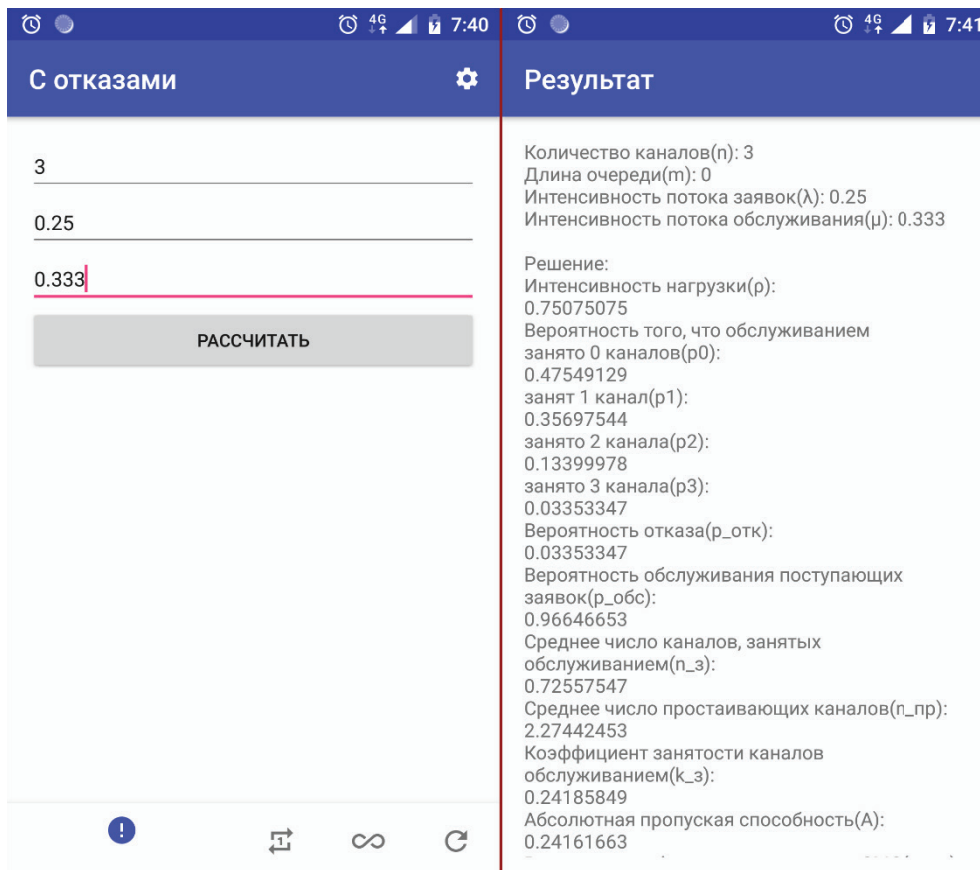 4G 7:40
С отказами
3
0.25
0.333
РАССЧИТАТЬ
1
4G 7:41
Результат
Количество каналов(n): 3
Длина очереди(m): 0
Интенсивность потока заявок(λ): 0.25
Интенсивность потока обслуживания(μ): 0.333
Решение:
Интенсивность нагрузки(ρ):
0.75075075
Вероятность того, что обслуживанием
занято 0 каналов(p0):
0.47549129
занят 1 канал(p1):
0.35697544
занято 2 канала(p2):
0.13399978
занято 3 канала(p3):
0.03353347
Вероятность отказа(p_отк):
0.03353347
Вероятность обслуживания поступающих
заявок(p_обс):
0.96646653
Среднее число каналов, занятых
обслуживанием(n_з):
0.72557547
Среднее число простаивающих каналов(n_пр):
2.27442453
Коэффициент занятости каналов
обслуживанием(k_з):
0.24185849
Абсолютная пропуская способность(A):
0.24161663